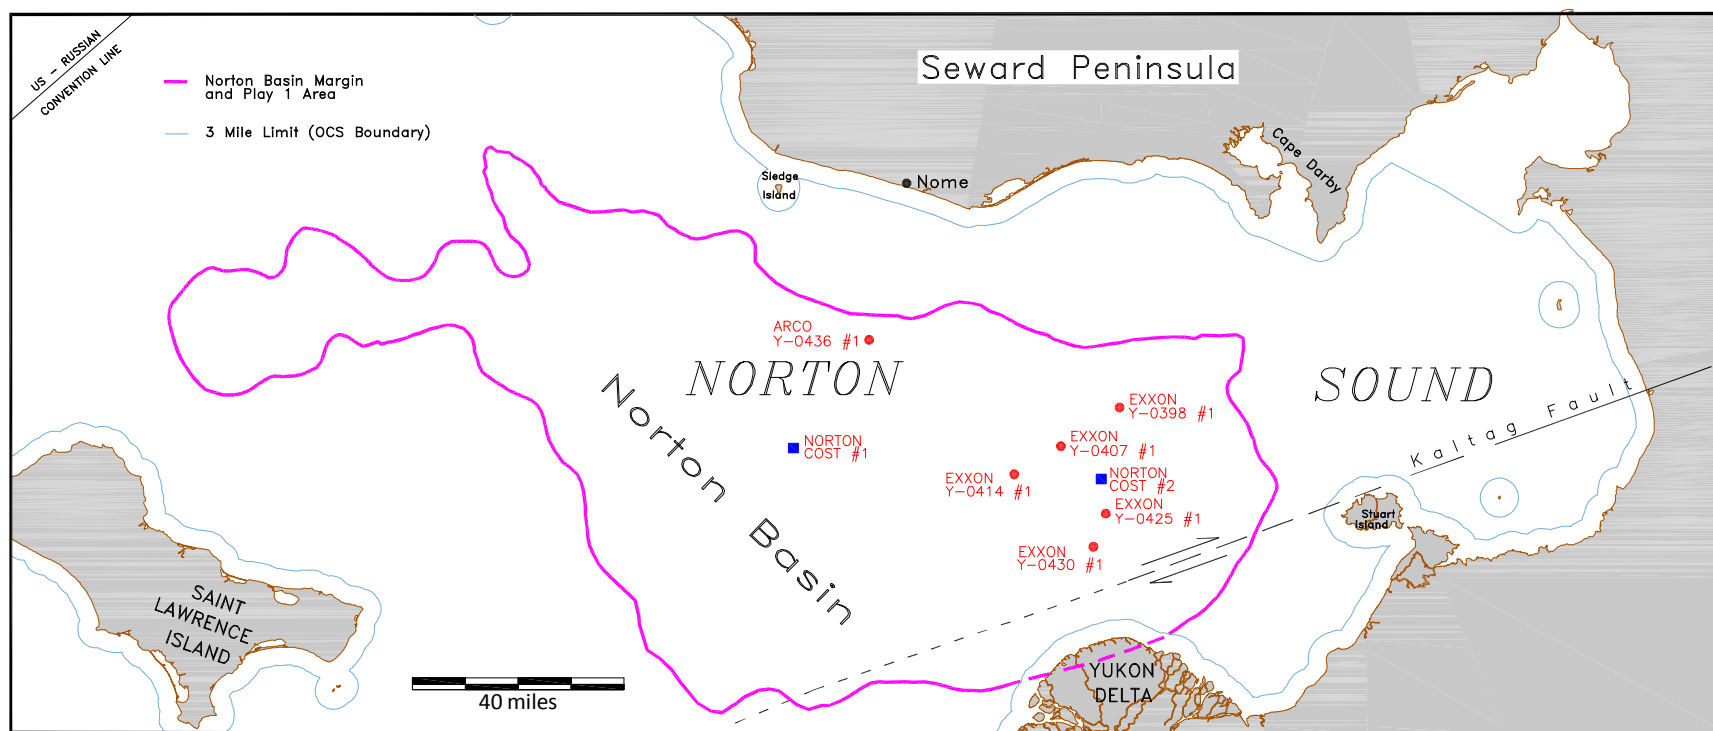 US - RUSSIAN
CONVENTION LINE
Norton Basin Margin
and Play 1 Area
3 Mile Limit (OCS Boundary)
Seward Peninsula
Cape Darby
Sledge
Island
Nome
ARCO
Y-0436 #1
NORTON
SOUND
Norton Basin
EXXON
Y-0398 #1
EXXON
Y-0407 #1
NORTON
COST #1
EXXON
Y-0414 #1
NORTON
COST #2
EXXON
Y-0425 #1
EXXON
Y-0430 #1
Kaltag Fault
Stuart
Island
SAINT
LAWRENCE
ISLAND
YUKON
DELTA
40 miles